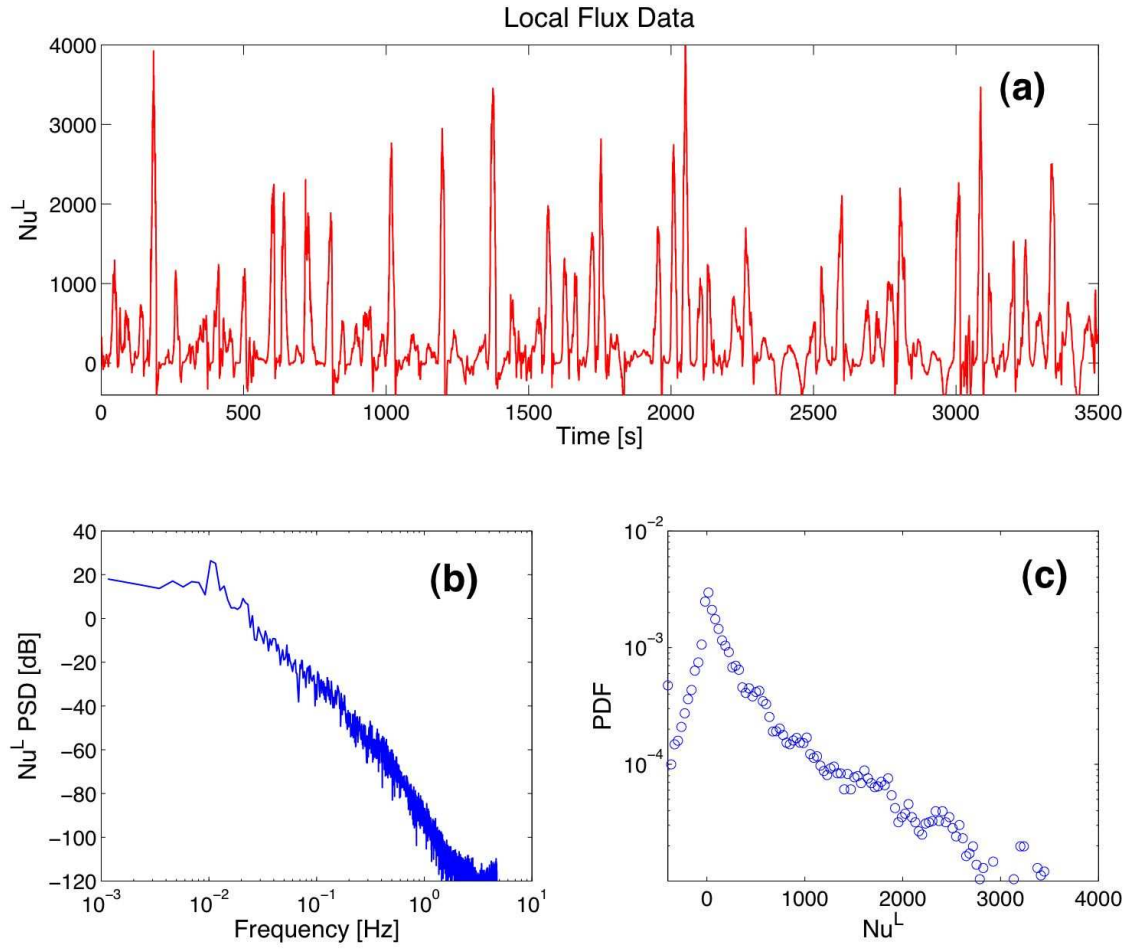 Local Flux Data
4000
3000
2000
1000
0
Nu^L
(a)
0 500 1000 1500 2000 2500 3000 3500
Time [s]
40
20
0
−20
−40
−60
−80
−100
−120
Nu^L PSD [dB]
(b)
10^−3 10^−2 10^−1 10^0 10^1
Frequency [Hz]
10^−2
10^−3
10^−4
PDF
(c)
0 1000 2000 3000 4000
Nu^L